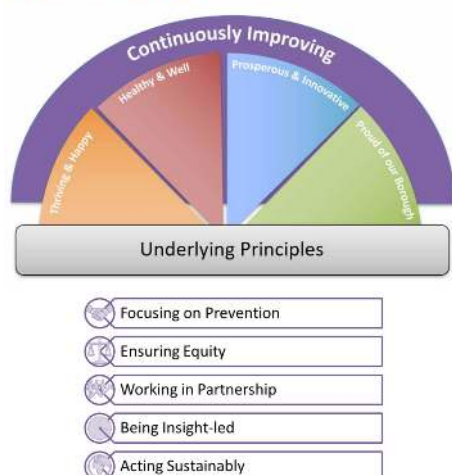 Continuously Improving
Thriving & Happy
Healthy & Well
Prosperous & Innovative
Proud of our Borough
Underlying Principles
Focusing on Prevention
Ensuring Equity
Working in Partnership
Being Insight-led
Acting Sustainably